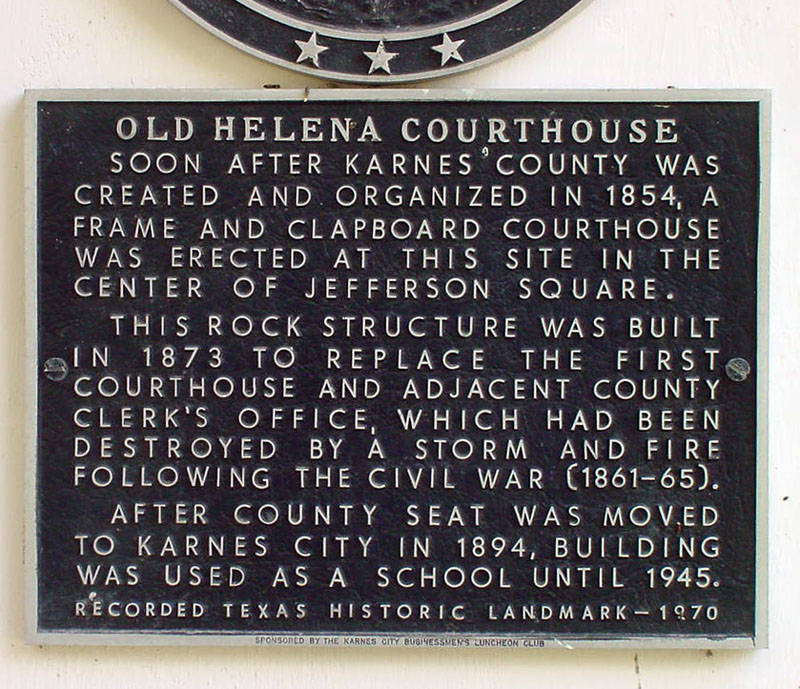 OLD HELENA COURTHOUSE
SOON AFTER KARNES COUNTY WAS
CREATED AND ORGANIZED IN 1854, A
FRAME AND CLAPBOARD COURTHOUSE
WAS ERECTED AT THIS SITE IN THE
CENTER OF JEFFERSON SQUARE.
THIS ROCK STRUCTURE WAS BUILT
IN 1873 TO REPLACE THE FIRST
COURTHOUSE AND ADJACENT COUNTY
CLERK'S OFFICE, WHICH HAD BEEN
DESTROYED BY A STORM AND FIRE
FOLLOWING THE CIVIL WAR (1861-65).
AFTER COUNTY SEAT WAS MOVED
TO KARNES CITY IN 1894, BUILDING
WAS USED AS A SCHOOL UNTIL 1945.
RECORDED TEXAS HISTORIC LANDMARK-1970
SPONSORED BY THE KARNES CITY BUSINESSMEN'S LUNCHEON CLUB